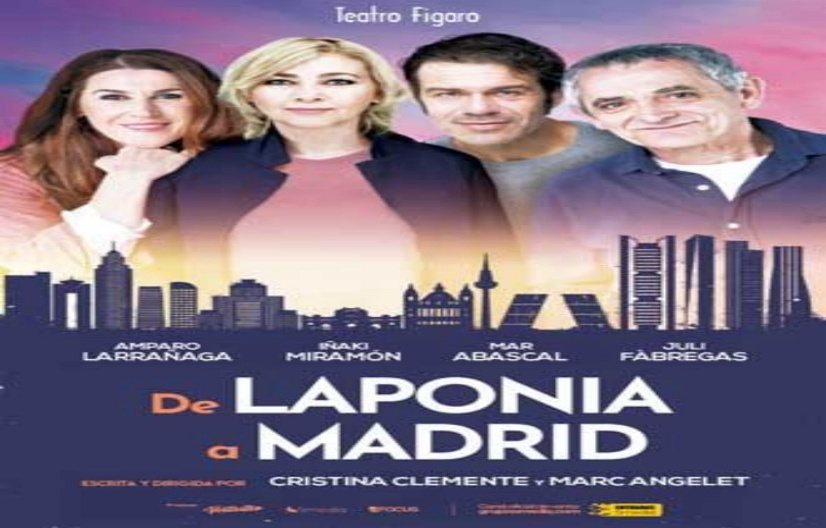 Teatro Figaro
AMPARO LARRAÑAGA
IÑAKI MIRAMÓN
MAR ABASCAL
JULI FÀBREGAS
De LAPONIA
a MADRID
ESCRITA Y DIRIGIDA POR CRISTINA CLEMENTE Y MARC ANGELET
FOCUS